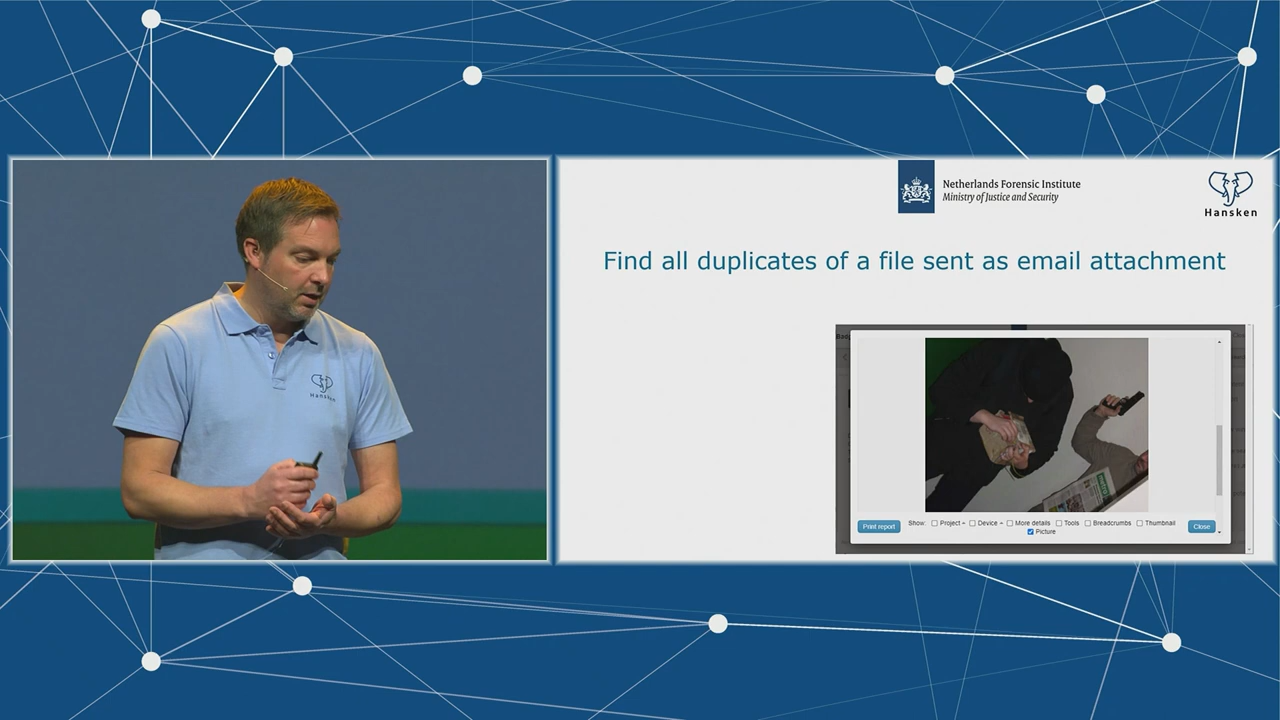 Netherlands Forensic Institute
Ministry of Justice and Security
Hansken
Find all duplicates of a file sent as email attachment
Hansken
Print report
Show: Project + Device + More details Tools Breadcrumbs Thumbnail
Picture
Close